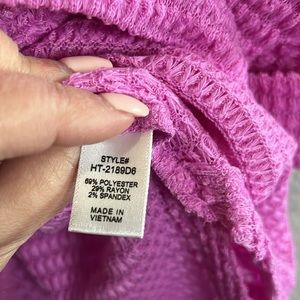 STYLE#
HT-2189D6
69% POLYESTER
29% RAYON
2% SPANDEX
MADE IN
VIETNAM